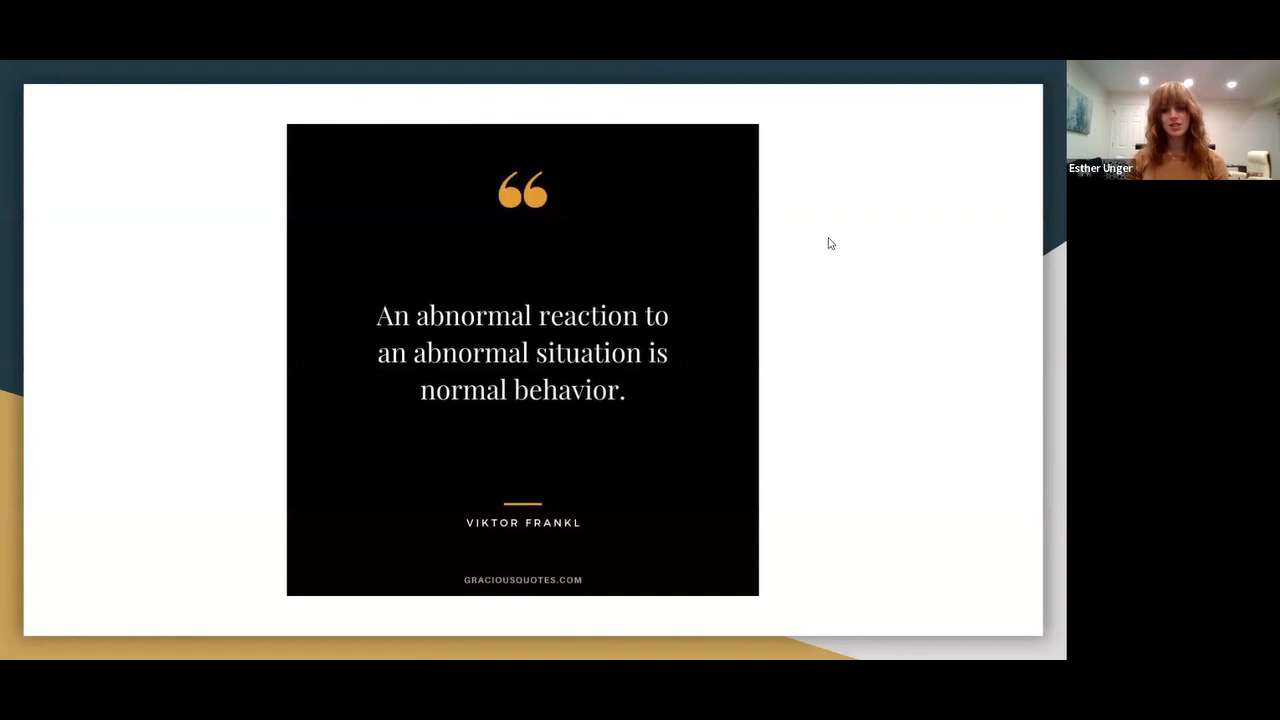 ❝
An abnormal reaction to
an abnormal situation is
normal behavior.
VIKTOR FRANKL
GRACIOUSQUOTES.COM
Esther Unger